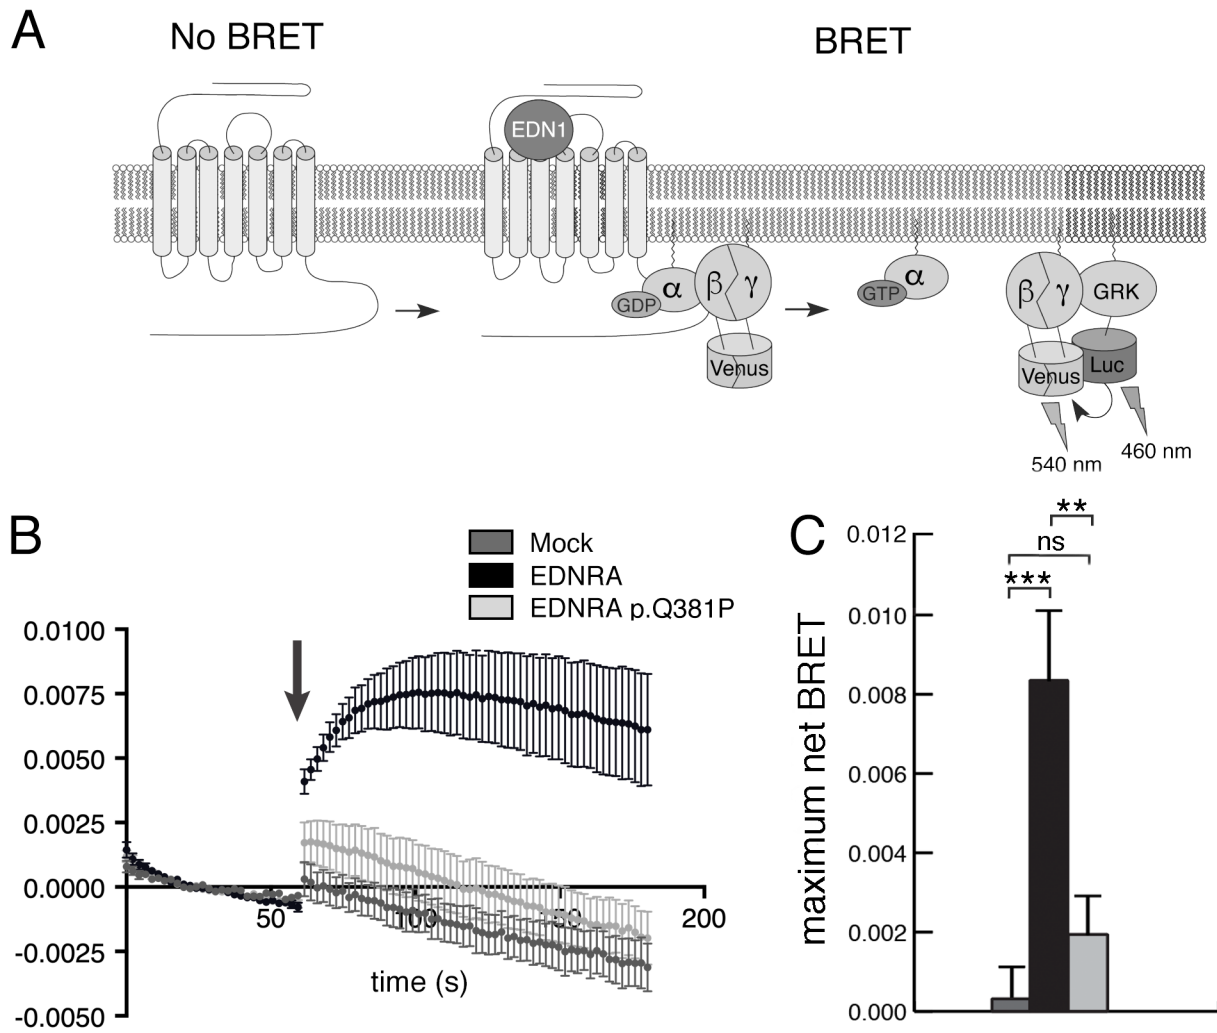 A
No BRET
BRET
EDN1
GDP
α
β
γ
Venus
GTP
α
β
γ
GRK
Venus
Luc
540 nm
460 nm
B
Mock
EDNRA
EDNRA p.Q381P
0.0100
0.0075
0.0050
0.0025
0.0000
-0.0025
-0.0050
50
100
200
time (s)
C
maximum net BRET
0.012
0.010
0.008
0.006
0.004
0.002
0.000
**
ns
***